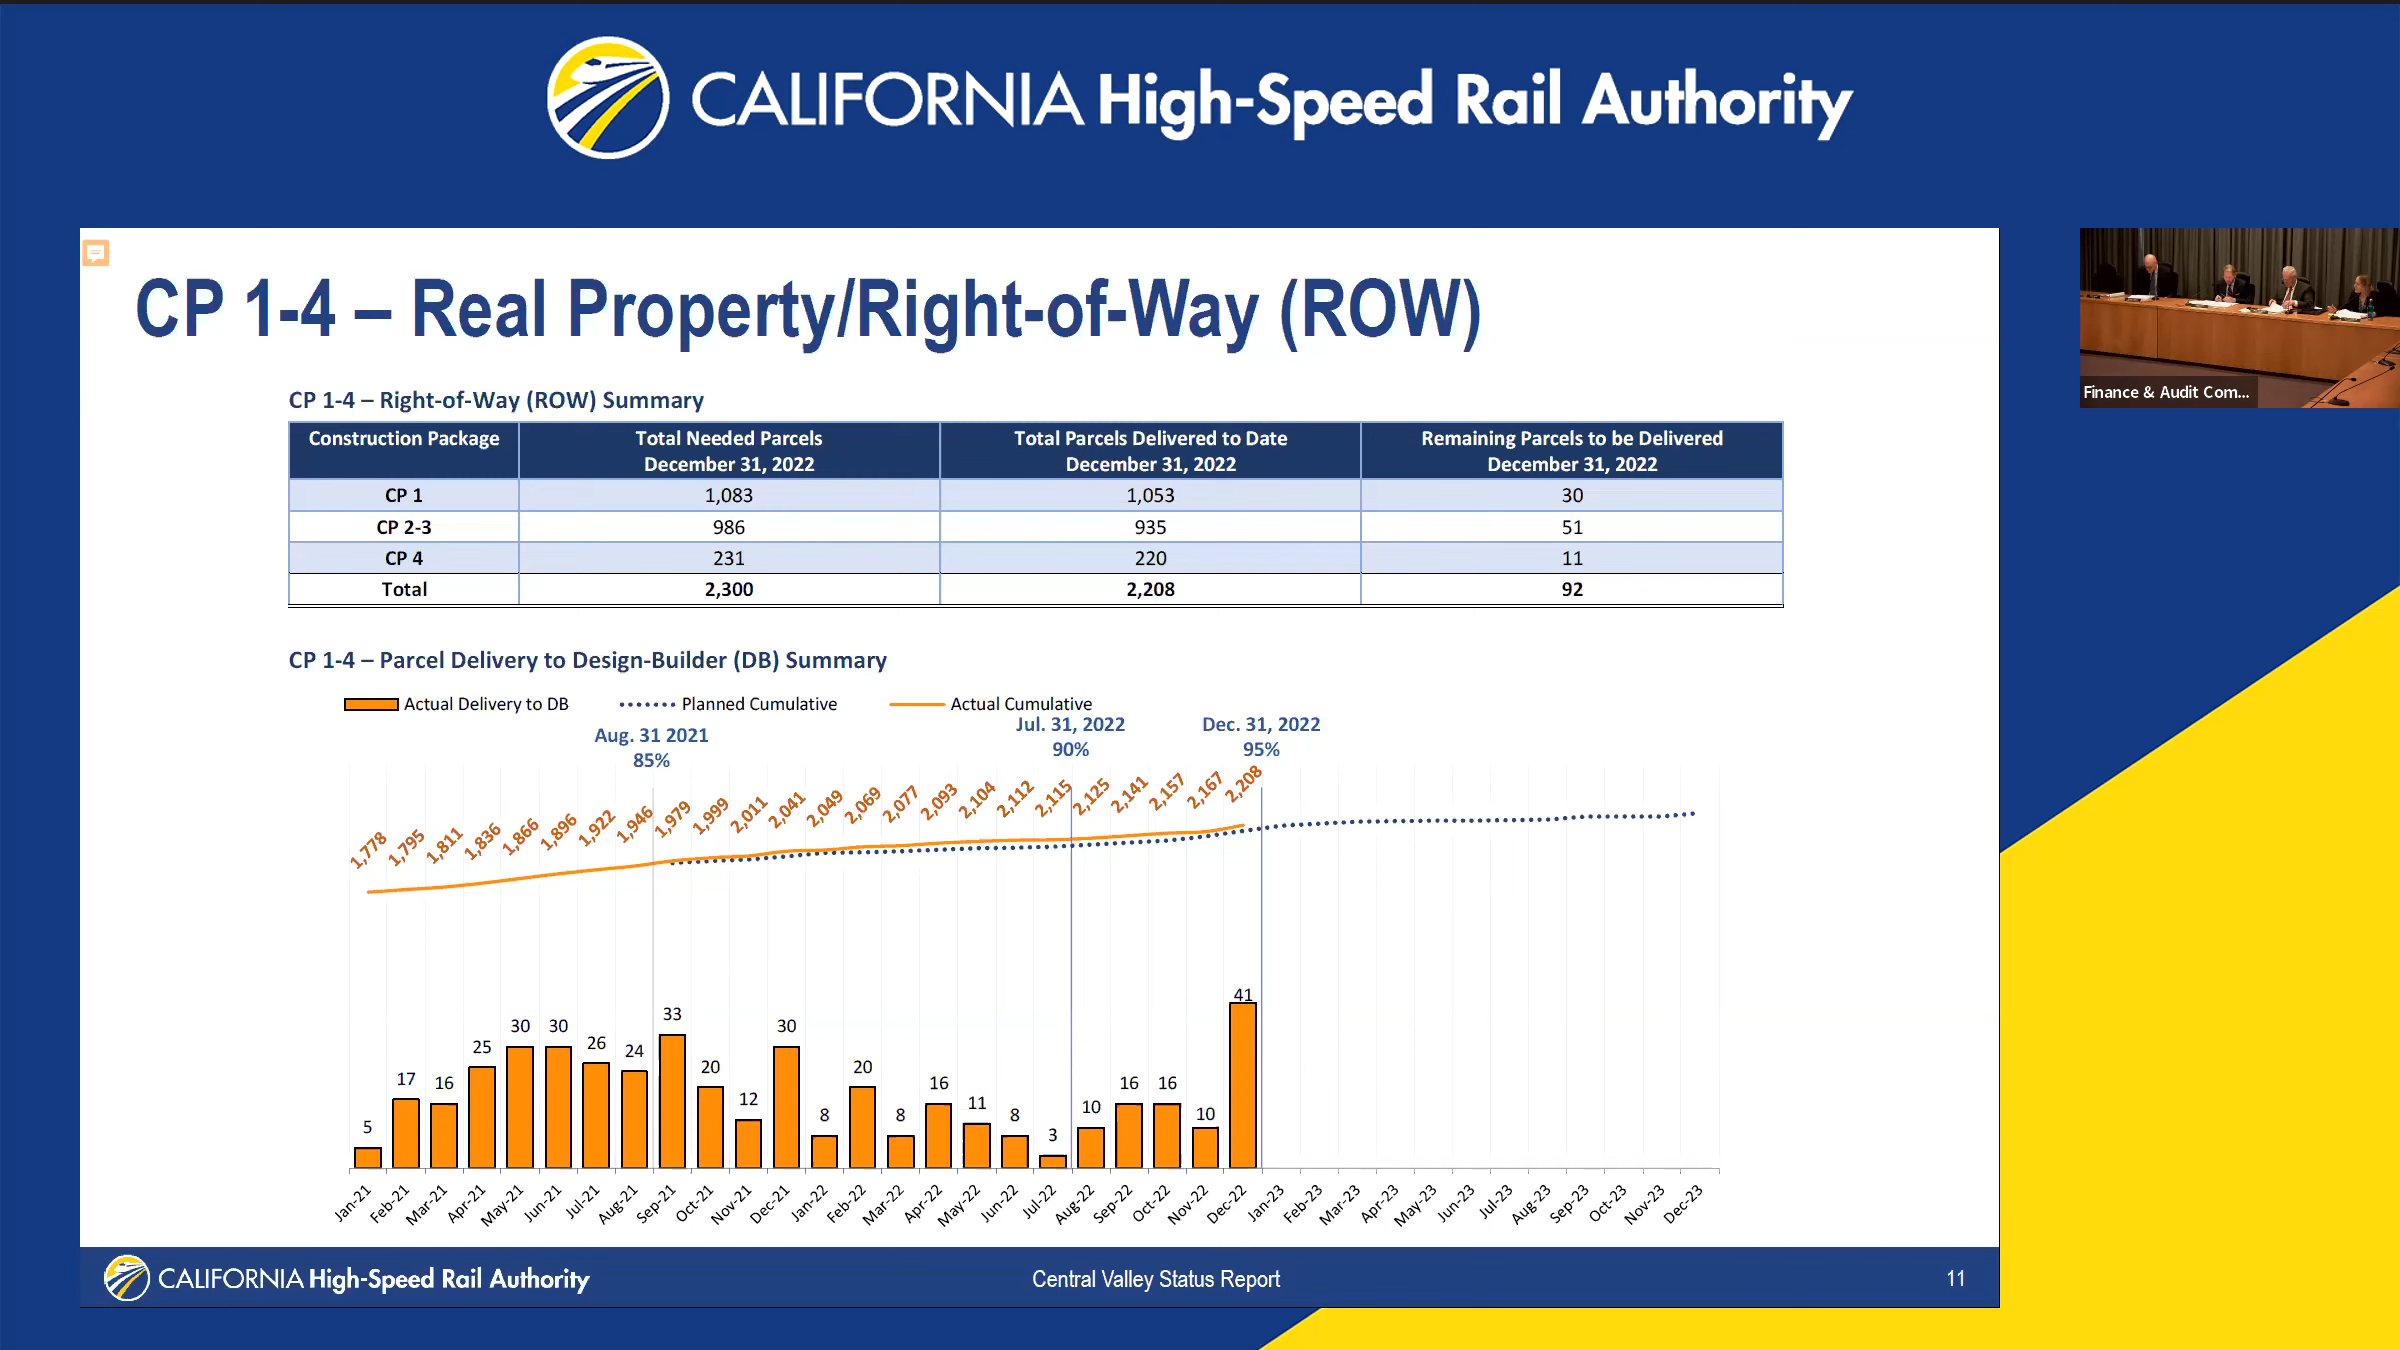 CALIFORNIA High-Speed Rail Authority
CP 1-4 – Real Property/Right-of-Way (ROW)
Finance & Audit Com...
CP 1-4 – Right-of-Way (ROW) Summary
Construction Package
Total Needed Parcels
December 31, 2022
Total Parcels Delivered to Date
December 31, 2022
Remaining Parcels to be Delivered
December 31, 2022
CP 1 1,083 1,053 30
CP 2-3 986 935 51
CP 4 231 220 11
Total 2,300 2,208 92
CP 1-4 – Parcel Delivery to Design-Builder (DB) Summary
Actual Delivery to DB Planned Cumulative Actual Cumulative
Aug. 31 2021
85%
Jul. 31, 2022
90%
Dec. 31, 2022
95%
1,778 1,795 1,811 1,836 1,866 1,896 1,922 1,946 1,979 1,999 2,011 2,041 2,049 2,069 2,077 2,093 2,104 2,112 2,115 2,125 2,141 2,157 2,167 2,208
5 17 16 25 30 30 26 24 33 20 12 30 8 20 8 16 11 8 3 10 16 16 10 41
Jan-21 Feb-21 Mar-21 Apr-21 May-21 Jun-21 Jul-21 Aug-21 Sep-21 Oct-21 Nov-21 Dec-21 Jan-22 Feb-22 Mar-22 Apr-22 May-22 Jun-22 Jul-22 Aug-22 Sep-22 Oct-22 Nov-22 Dec-22 Jan-23 Feb-23 Mar-23 Apr-23 May-23 Jun-23 Jul-23 Aug-23 Sep-23 Oct-23 Nov-23 Dec-23
CALIFORNIA High-Speed Rail Authority
Central Valley Status Report
11